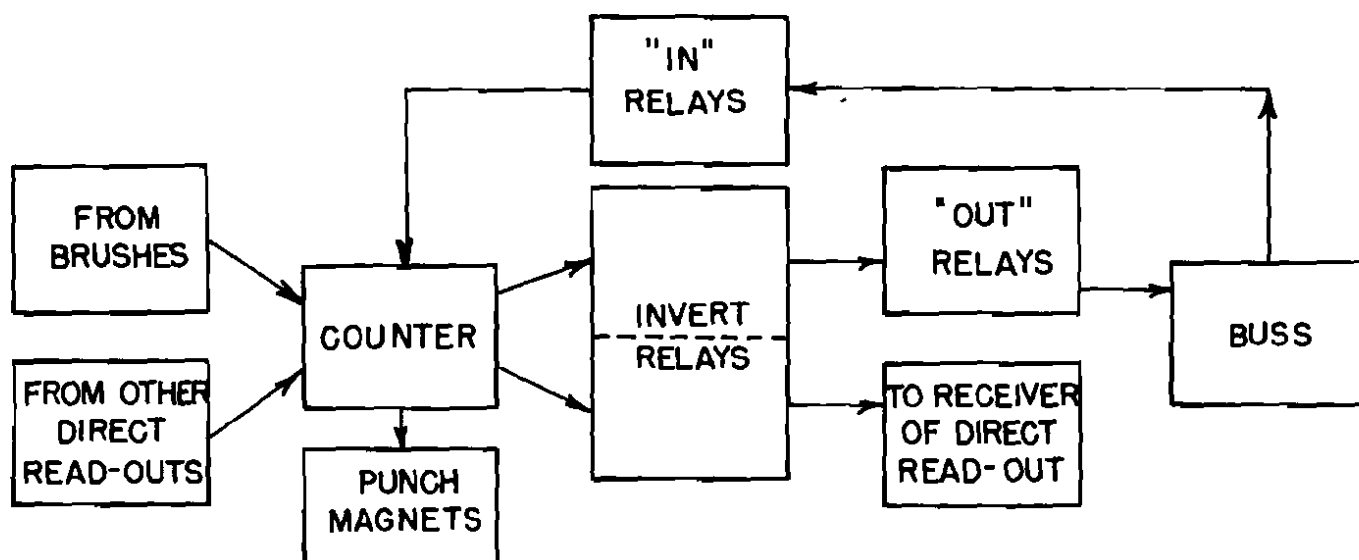 "IN"
RELAYS
FROM
BRUSHES
FROM OTHER
DIRECT
READ-OUTS
COUNTER
PUNCH
MAGNETS
INVERT
RELAYS
"OUT"
RELAYS
TO RECEIVER
OF DIRECT
READ-OUT
BUSS